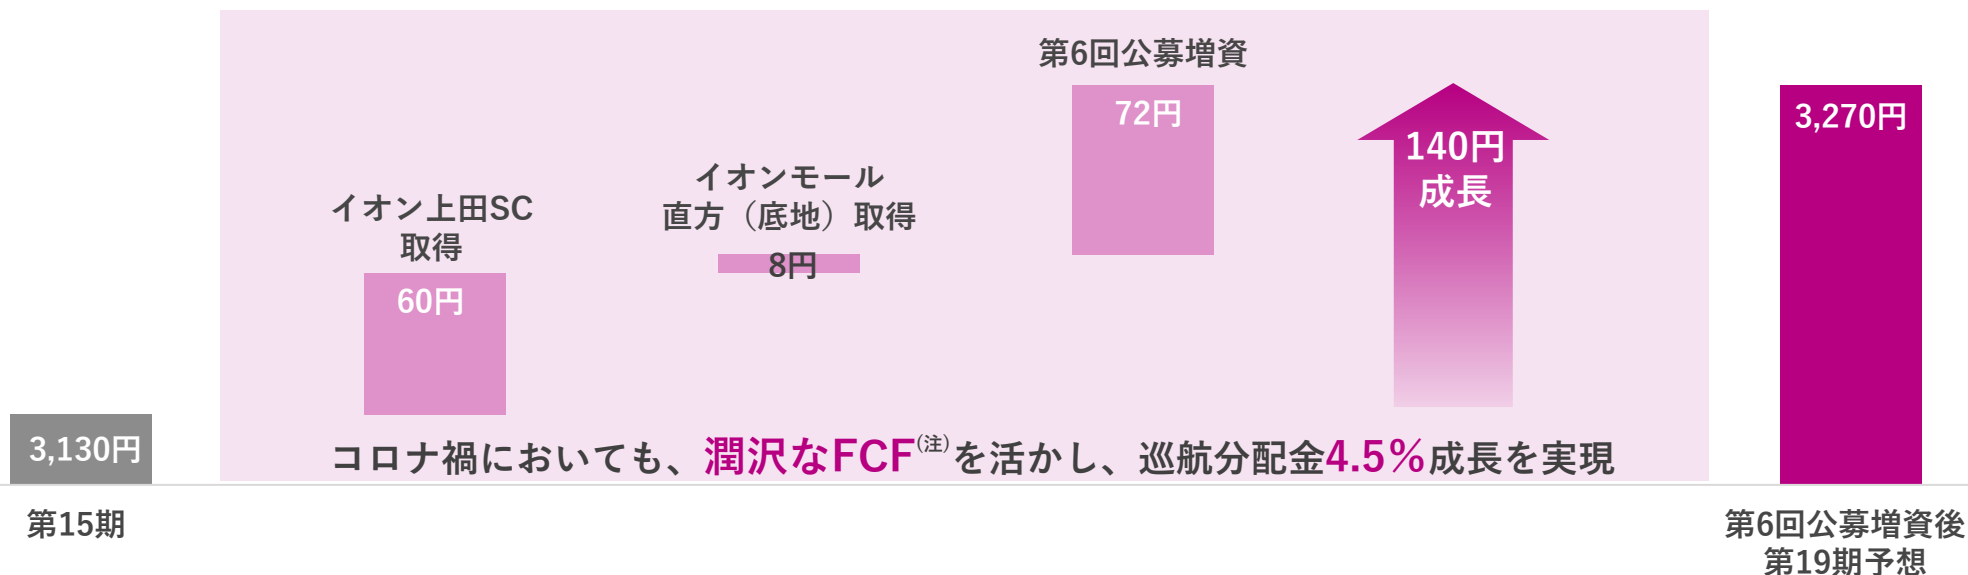 第6回公募増資
72円
イオンモール
直方（底地）取得
8円
イオン上田SC
取得
60円
140円
成長
3,270円
3,130円
コロナ禍においても、潤沢なFCF(注)を活かし、巡航分配金4.5%成長を実現
第15期
第6回公募増資後
第19期予想